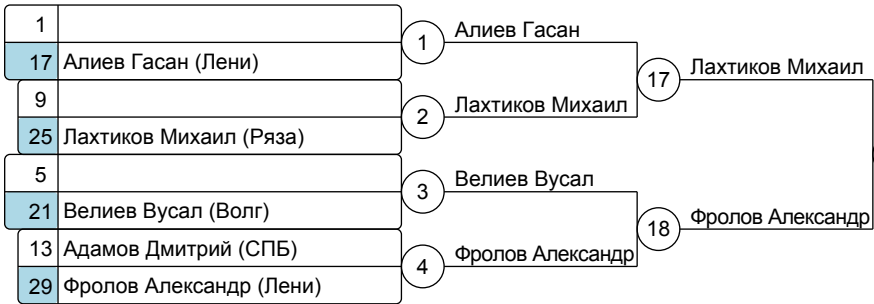 1
17 Алиев Гасан (Лени)
9
25 Лахтиков Михаил (Ряза)
5
21 Велиев Вусал (Волг)
13 Адамов Дмитрий (СПБ)
29 Фролов Александр (Лени)
1 Алиев Гасан
2 Лахтиков Михаил
3 Велиев Вусал
4 Фролов Александр
17 Лахтиков Михаил
18 Фролов Александр